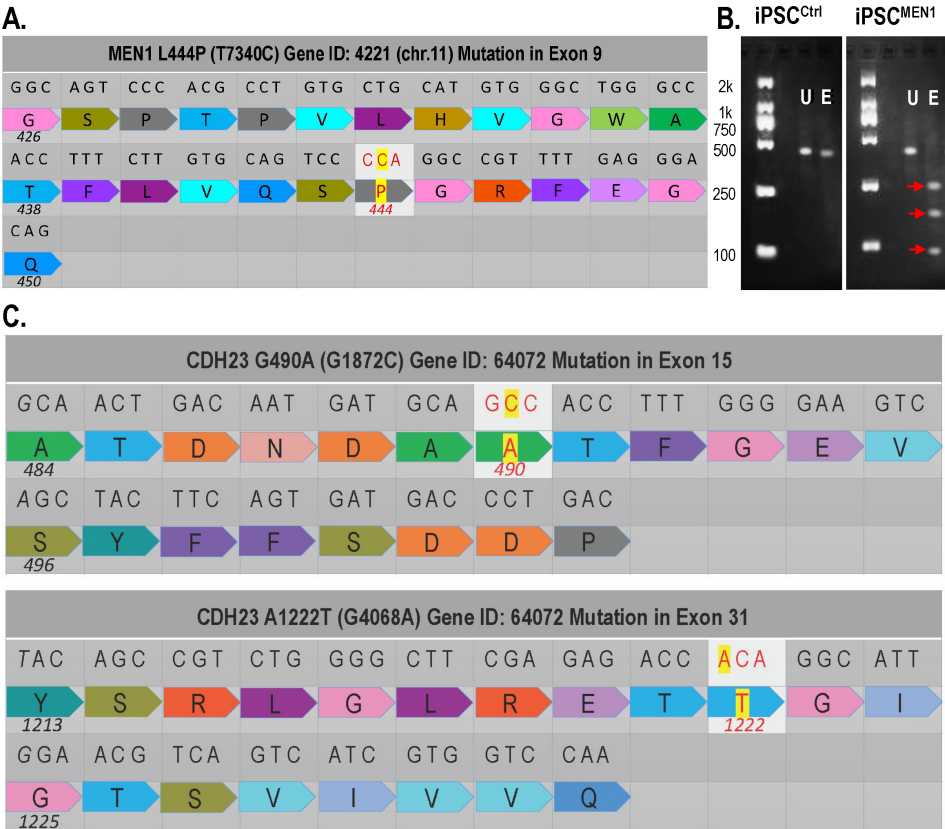 A.
MEN1 L444P (T7340C) Gene ID: 4221 (chr.11) Mutation in Exon 9
GGC AGT CCC ACG CCT GTG CTG CAT GTG GGC TGG GCC
G S P T P V L H V G W A
426
ACC TTT CTT GTG CAG TCC CCA GGC CGT TTT GAG GGA
T F L V Q S P G R F E G
438 444
CAG
Q
450
B.
iPSCCtrl iPSCMEN1
2k
1k
750
500
250
100
U E U E
C.
CDH23 G490A (G1872C) Gene ID: 64072 Mutation in Exon 15
GCA ACT GAC AAT GAT GCA GCC ACC TTT GGG GAA GTC
A T D N D A A T F G E V
484 490
AGC TAC TTC AGT GAT GAC CCT GAC
S Y F F S D D P
496
CDH23 A1222T (G4068A) Gene ID: 64072 Mutation in Exon 31
TAC AGC CGT CTG GGG CTT CGA GAG ACC ACA GGC ATT
Y S R L G L R E T T G I
1213 1222
GGA ACG TCA GTC ATC GTG GTC CAA
G T S V I V V Q
1225